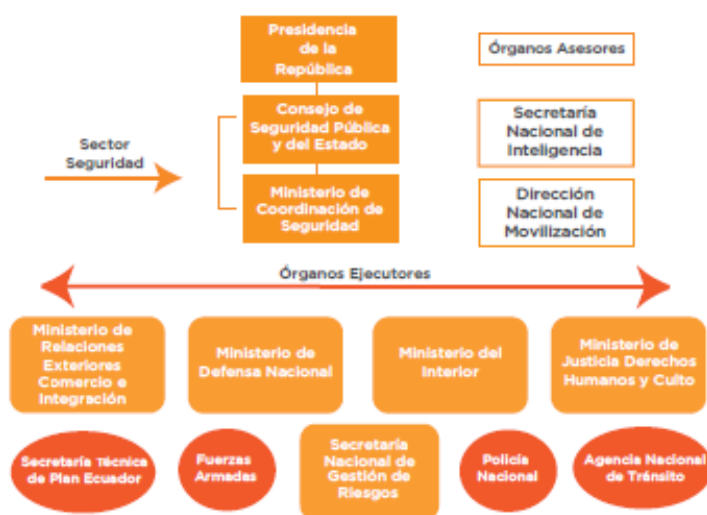 Presidencia
de la
República
Órganos Asesores
Consejo de
Seguridad Pública
y del Estado
Secretaría
Nacional de
Inteligencia
Sector
Seguridad
Ministerio de
Coordinación de
Seguridad
Dirección
Nacional de
Movilización
Órganos Ejecutores
Ministerio de
Relaciones
Exteriores
Comercio e
Integración
Ministerio de
Defensa Nacional
Ministerio del
Interior
Ministerio de
Justicia Derechos
Humanos y Culto
Secretaría Técnica
de Plan Ecuador
Fuerzas
Armadas
Secretaría
Nacional de
Gestión de
Riesgos
Policía
Nacional
Agencia Nacional
de Tránsito